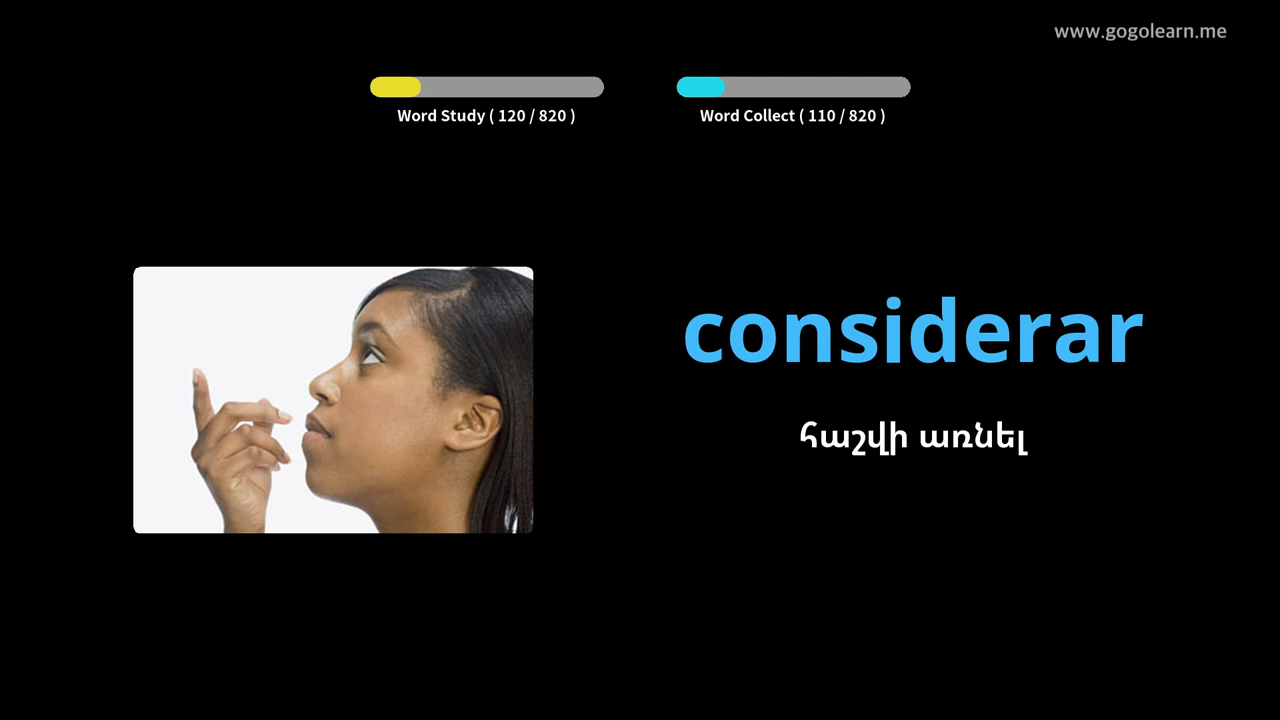 www.gogolearn.me
Word Study ( 120 / 820 )
Word Collect ( 110 / 820 )
considerar
հաշվի առնել